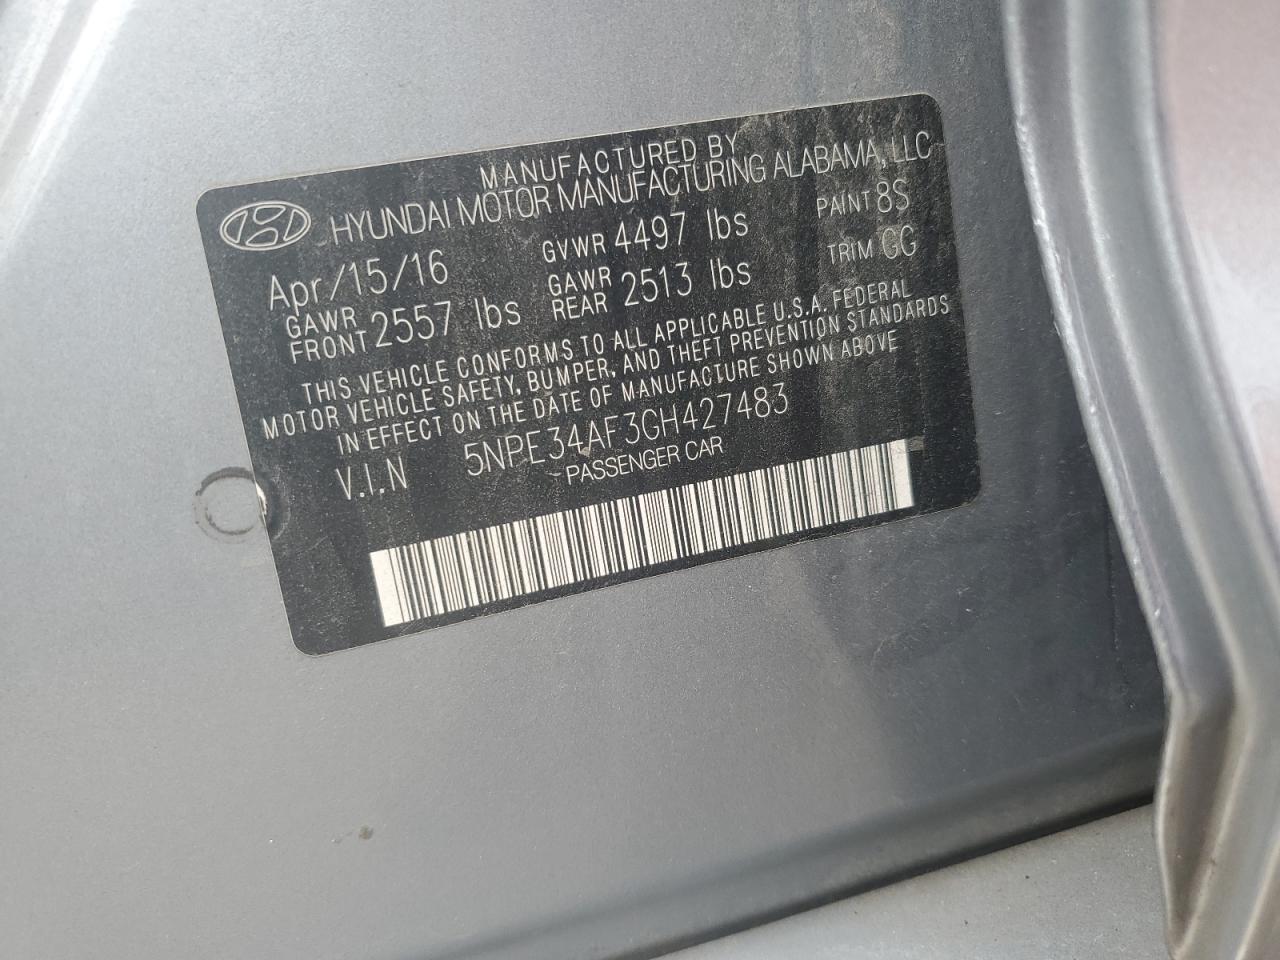 MANUFACTURED BY
HYUNDAI MOTOR MANUFACTURING ALABAMA, LLC
Apr/15/16 GVWR 4497 lbs PAINT 8S
GAWR FRONT 2557 lbs GAWR REAR 2513 lbs TRIM GG
THIS VEHICLE CONFORMS TO ALL APPLICABLE U.S.A. FEDERAL
MOTOR VEHICLE SAFETY, BUMPER, AND THEFT PREVENTION STANDARDS
IN EFFECT ON THE DATE OF MANUFACTURE SHOWN ABOVE
V.I.N 5NPE34AF3GH427483
PASSENGER CAR